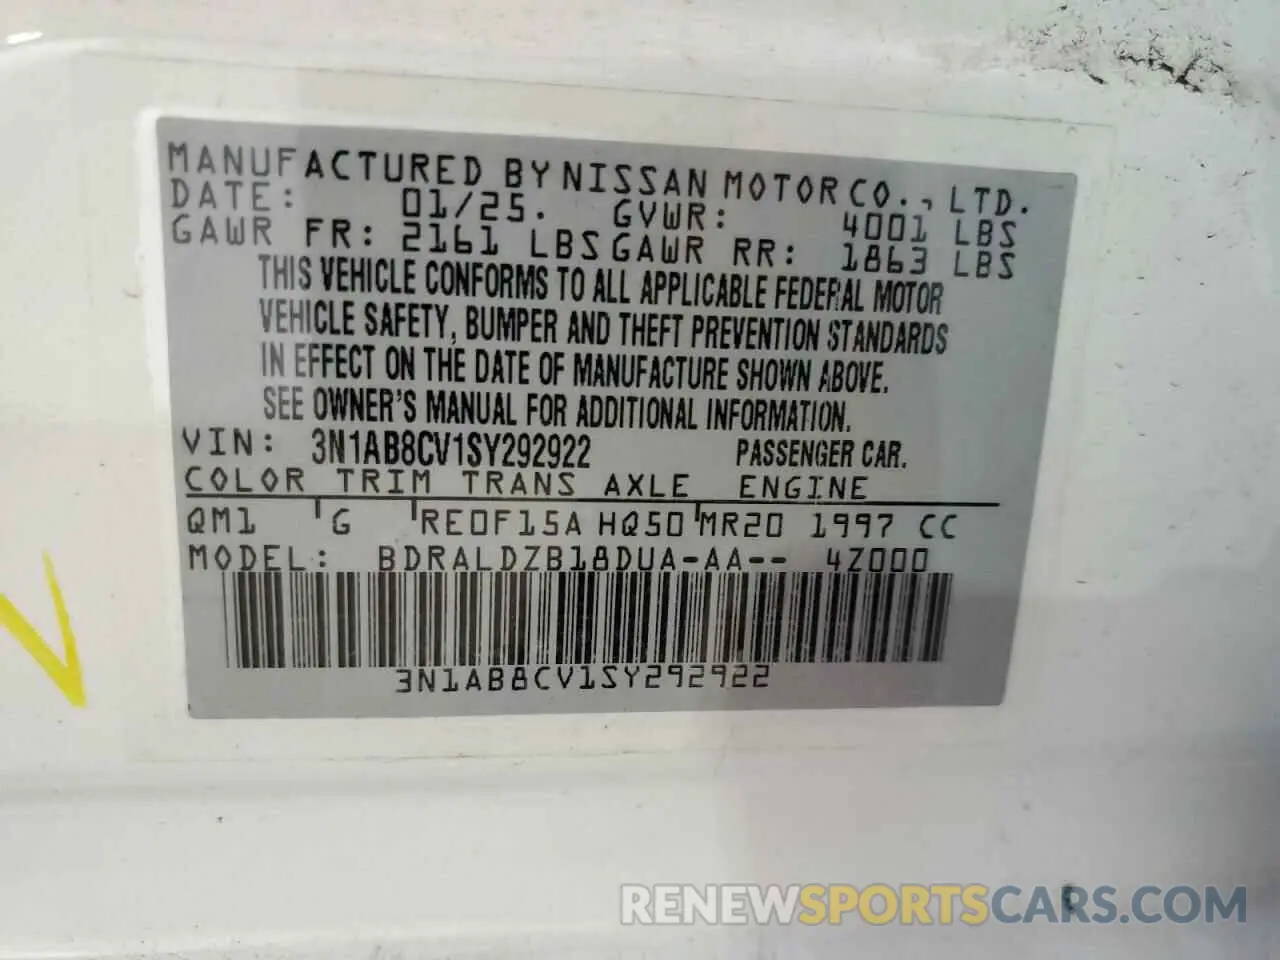 MANUFACTURED BY NISSAN MOTOR CO., LTD.
DATE: 01/25. GVWR: 4001 LBS
GAWR FR: 2161 LBS GAWR RR: 1863 LBS
THIS VEHICLE CONFORMS TO ALL APPLICABLE FEDERAL MOTOR
VEHICLE SAFETY, BUMPER AND THEFT PREVENTION STANDARDS
IN EFFECT ON THE DATE OF MANUFACTURE SHOWN ABOVE.
SEE OWNER'S MANUAL FOR ADDITIONAL INFORMATION.
VIN: 3N1AB8CV1SY292922 PASSENGER CAR.
COLOR TRIM TRANS AXLE ENGINE
QM1 G RE0F15A HQ50 MR20 1997 CC
MODEL: BDRALDZB18DUA-AA-- 4Z000
3N1AB8CV1SY292922
V
RENEWSPORTSCARS.COM